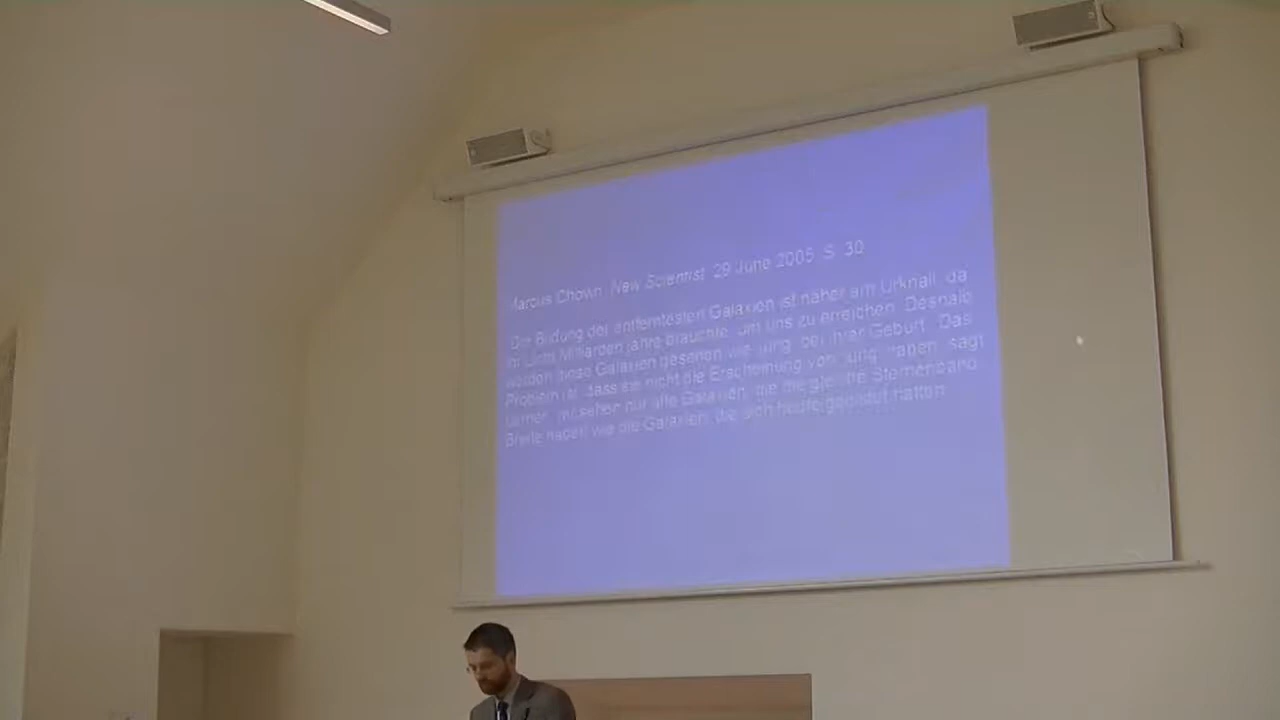 Marcus Chown, New Scientist, 29 June 2005, S. 30
Die Bildung der entferntesten Galaxien ist näher am Urknall, da
ihr Licht Milliarden Jahre brauchte, um uns zu erreichen. Deshalb
werden diese Galaxien gesehen wie jung, bei ihrer Geburt. Das
Problem ist, dass sie nicht die Erscheinung von jung haben, sagt
wir sehen nur alte Galaxien, die die gleiche Sternenband
Breite haben wie die Galaxien, die sich heute gebildet hätten